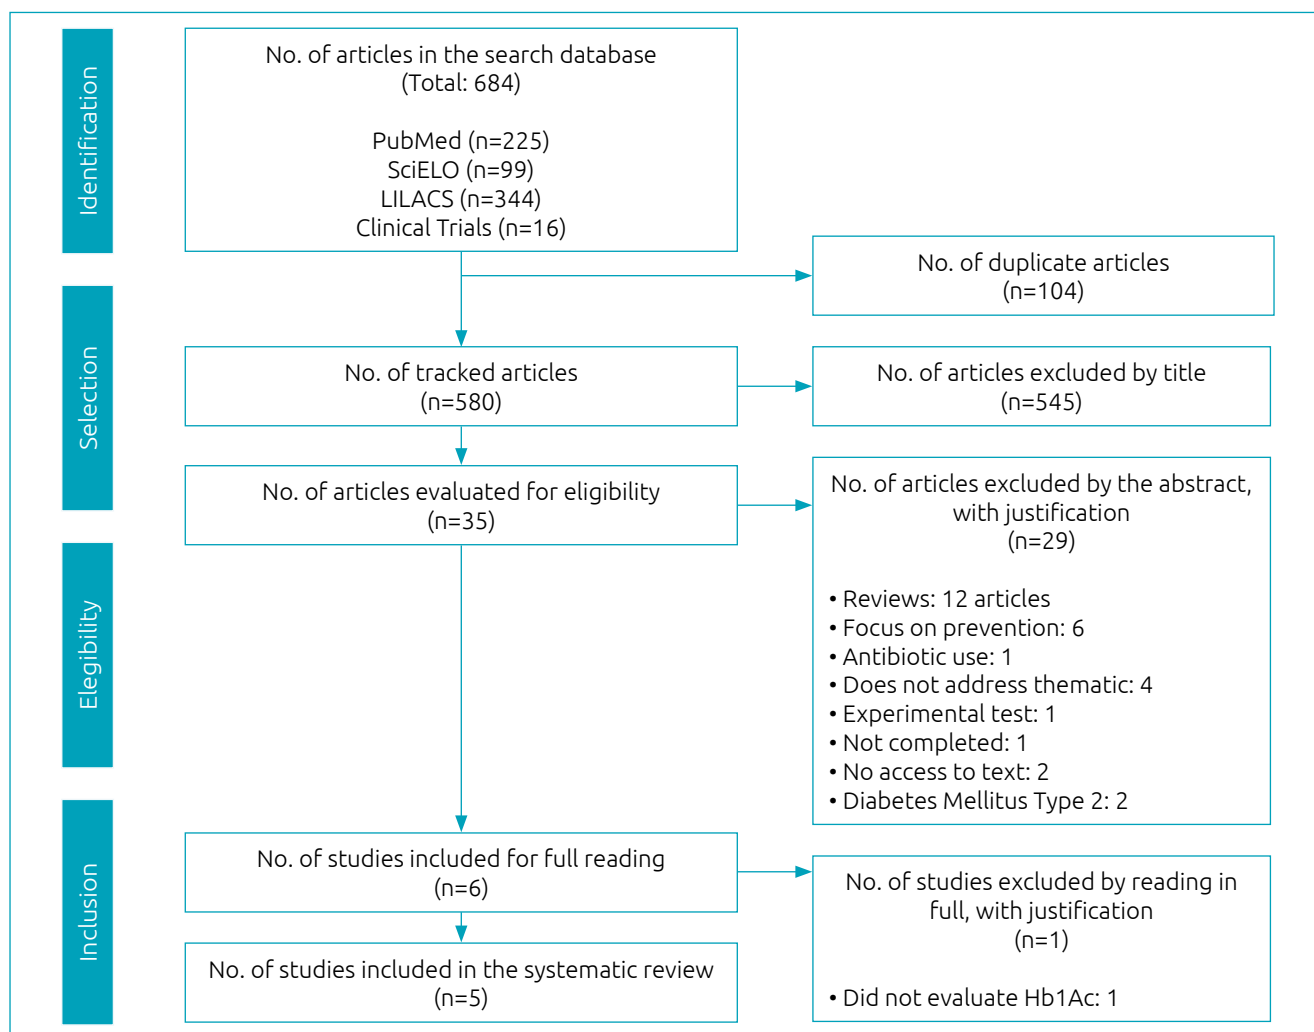 Identification
No. of articles in the search database
(Total: 684)
PubMed (n=225)
SciELO (n=99)
LILACS (n=344)
Clinical Trials (n=16)
No. of duplicate articles
(n=104)
Selection
No. of tracked articles
(n=580)
No. of articles excluded by title
(n=545)
No. of articles evaluated for eligibility
(n=35)
No. of articles excluded by the abstract,
with justification
(n=29)
• Reviews: 12 articles
• Focus on prevention: 6
• Antibiotic use: 1
• Does not address thematic: 4
• Experimental test: 1
• Not completed: 1
• No access to text: 2
• Diabetes Mellitus Type 2: 2
Elegibility
Inclusion
No. of studies included for full reading
(n=6)
No. of studies excluded by reading in
full, with justification
(n=1)
• Did not evaluate Hb1Ac: 1
No. of studies included in the systematic review
(n=5)